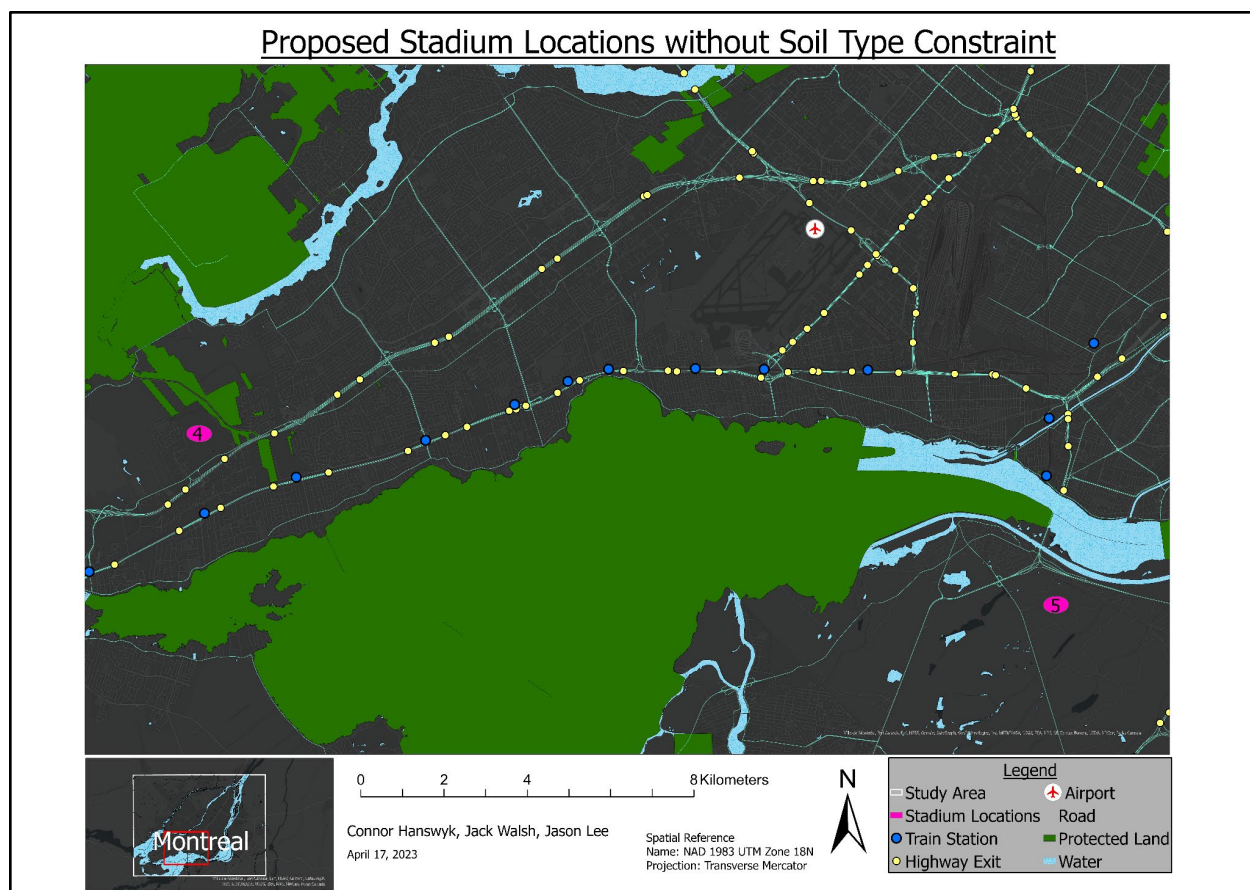 Proposed Stadium Locations without Soil Type Constraint
4
5
Montreal
0 2 4 8 Kilometers
Connor Hanswyk, Jack Walsh, Jason Lee
April 17, 2023
Spatial Reference
Name: NAD 1983 UTM Zone 18N
Projection: Transverse Mercator
N
Legend
Study Area
Airport
Stadium Locations
Road
Train Station
Protected Land
Highway Exit
Water